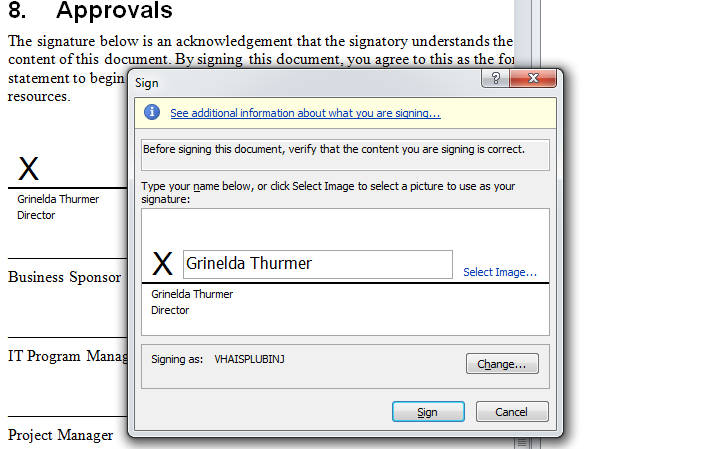 8. Approvals
The signature below is an acknowledgement that the signatory understands the
content of this document. By signing this document, you agree to this as the
statement to begin
resources.
X
Grinelda Thurmer
Director
Business Sponsor
IT Program
Project Manager
Sign
?
See additional information about what you are signing...
Before signing this document, verify that the content you are signing is correct.
Type your name below, or click Select Image to select a picture to use as your
signature:
X Grinelda Thurmer
Select Image...
Grinelda Thurmer
Director
Signing as: VHAISPLUBINJ
Change...
Sign Cancel